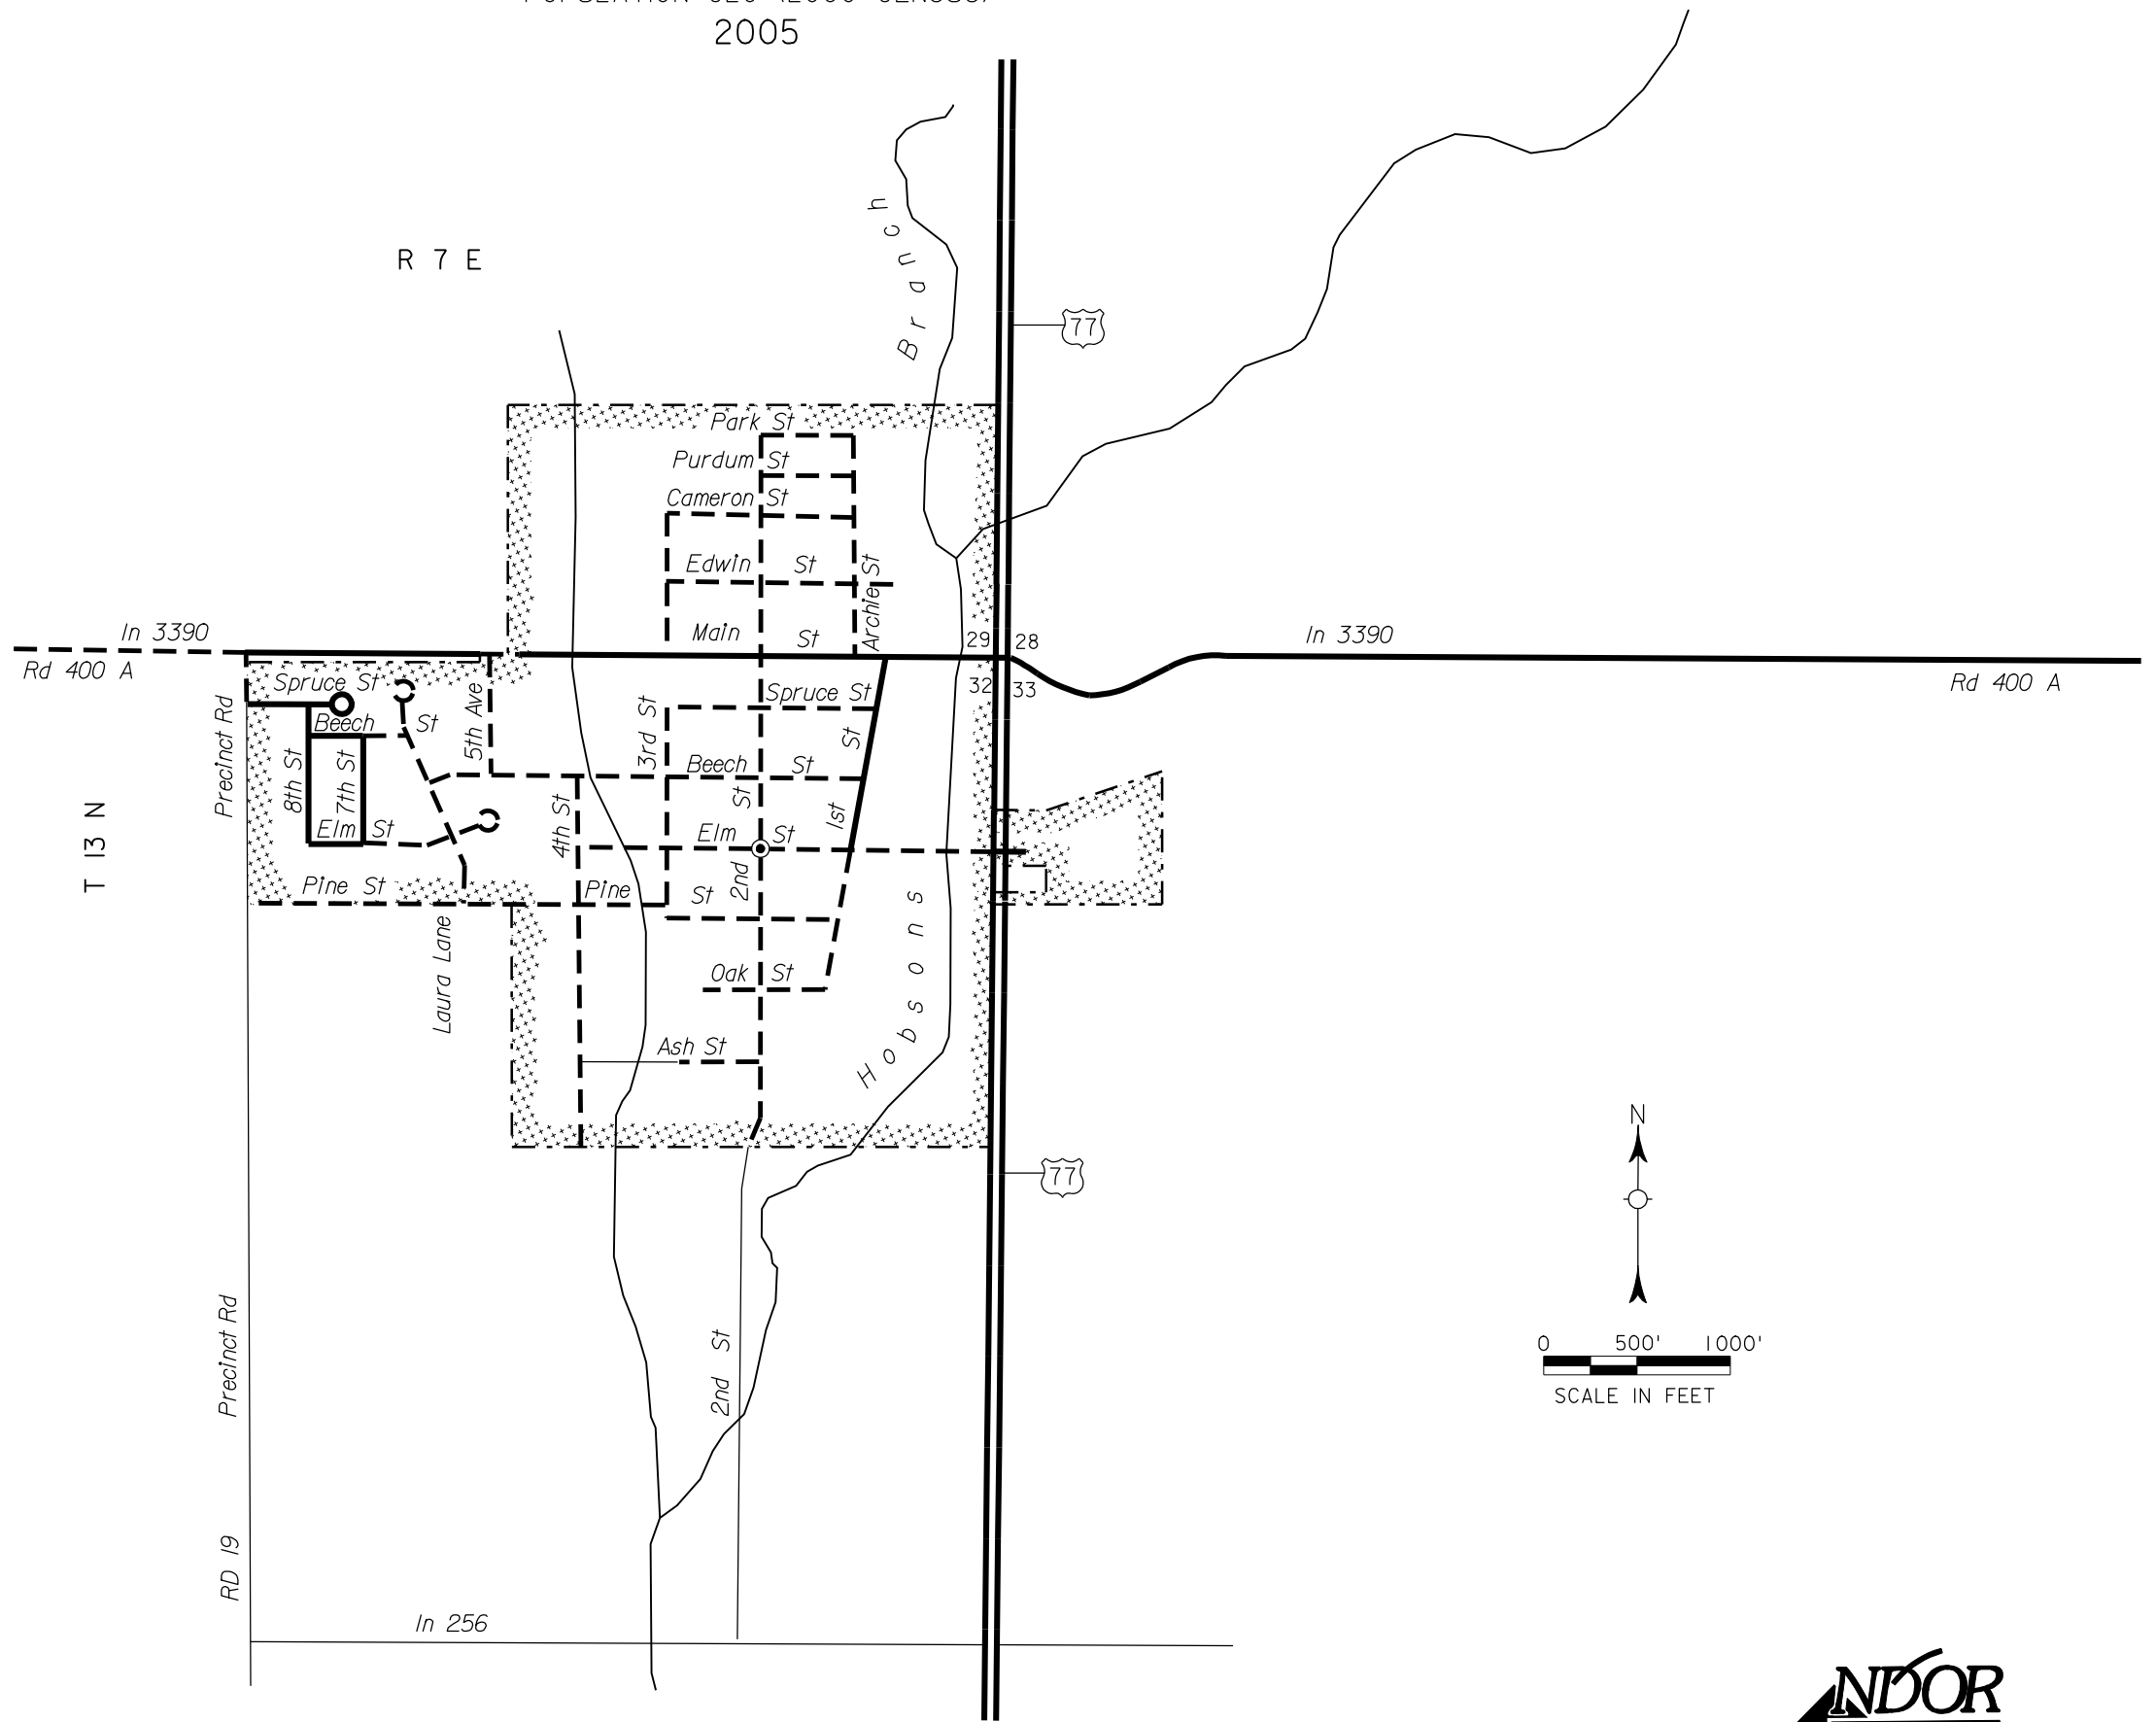 2005
R 7 E
Branch
77
Park St
Purdum St
Cameron St
Edwin St
Archie St
Main St
29 28
32 33
In 3390
Rd 400 A
In 3390
Rd 400 A
Spruce St
Beech St
8th St
7th St
Elm St
Pine St
5th Ave
Precinct Rd
T 13 N
Laura Lane
4th St
3rd St
Spruce St
Beech St
1st St
2nd St
Elm St
Pine St
Oak St
Ash St
Hobsons
77
2nd St
Precinct Rd
RD 19
In 256
N
0 500' 1000'
SCALE IN FEET
NDOR